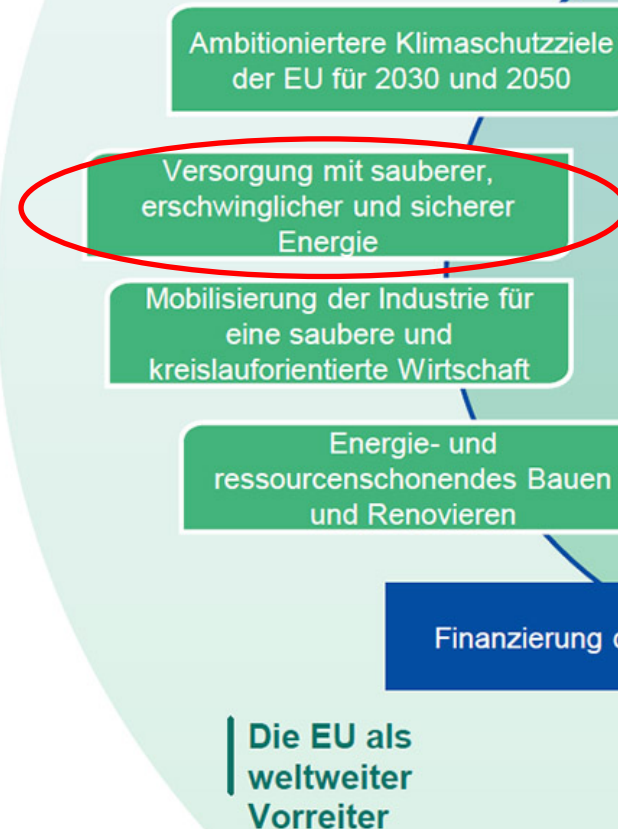 Ambitioniertere Klimaschutzziele
der EU für 2030 und 2050
Versorgung mit sauberer,
erschwinglicher und sicherer
Energie
Mobilisierung der Industrie für
eine saubere und
kreislauforientierte Wirtschaft
Energie- und
ressourcenschonendes Bauen
und Renovieren
Finanzierung
Die EU als
weltweiter
Vorreiter